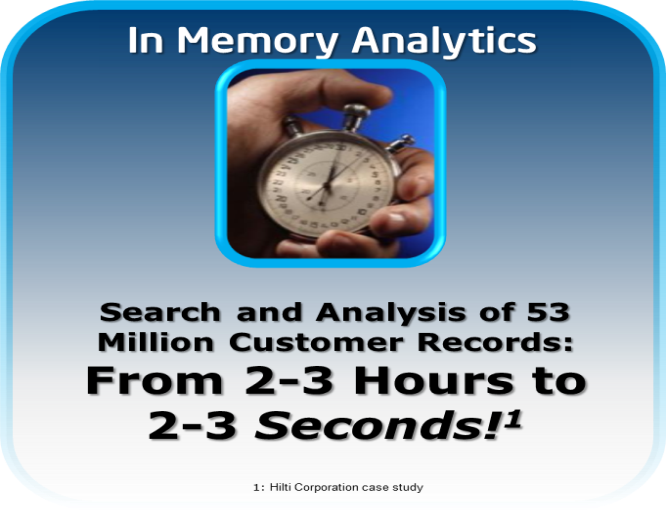 In Memory Analytics
Search and Analysis of 53
Million Customer Records:
From 2-3 Hours to
2-3 Seconds!1
1: Hilti Corporation case study